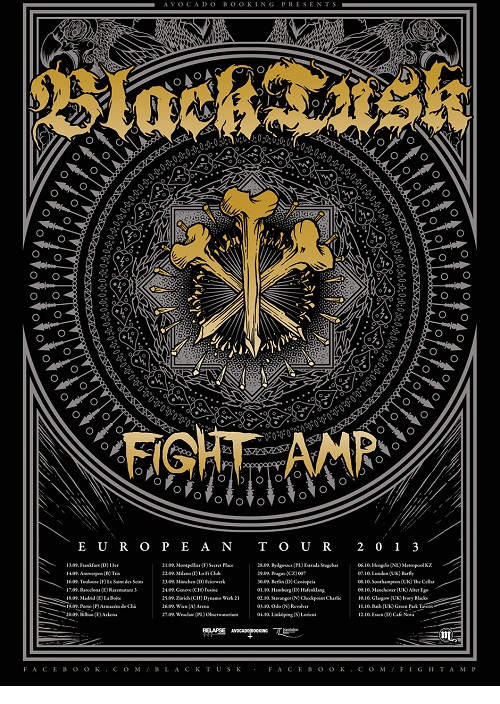 AVOCADO BOOKING PRESENTS
Black Tusk
FIGHT AMP
EUROPEAN TOUR 2013
13.09. Frankfurt (D) 11er
14.09. Antwerpen (B) Trix
16.09. Toulouse (F) Le Saint des Seins
17.09. Barcelona (E) Razzmatazz 3
18.09. Madrid (E) La Boite
19.09. Porto (P) Armazém do Chá
20.09. Bilbao (E) Azkena
21.09. Montpellier (F) Secret Place
22.09. Milano (I) Lo Fi Club
23.09. München (D) Feierwerk
24.09. Geneve (CH) l'usine
25.09. Zürich (CH) Dynamo Werk 21
26.09. Wien (A) Arena
27.09. Wroclaw (PL) Obserwatorium
28.09. Bydgoszcz (PL) Estrada Stagebar
29.09. Prague (CZ) 007
30.09. Berlin (D) Cassiopeia
01.10. Hamburg (D) Hafenklang
02.10. Stavanger (N) Checkpoint Charlie
03.10. Oslo (N) Revolver
04.10. Linköping (S) L'orient
06.10. Hengelo (NL) Metropool KZ
07.10. London (UK) Barfly
08.10. Southampton (UK) The Cellar
09.10. Manchester (UK) Alter Ego
10.10. Glasgow (UK) Ivory Blacks
11.10. Bath (UK) Green Park Tavern
12.10. Essen (D) Cafe Nova
RELAPSE
AVOCADO BOOKING
FACEBOOK.COM/BLACKTUSK · FACEBOOK.COM/FIGHTAMP